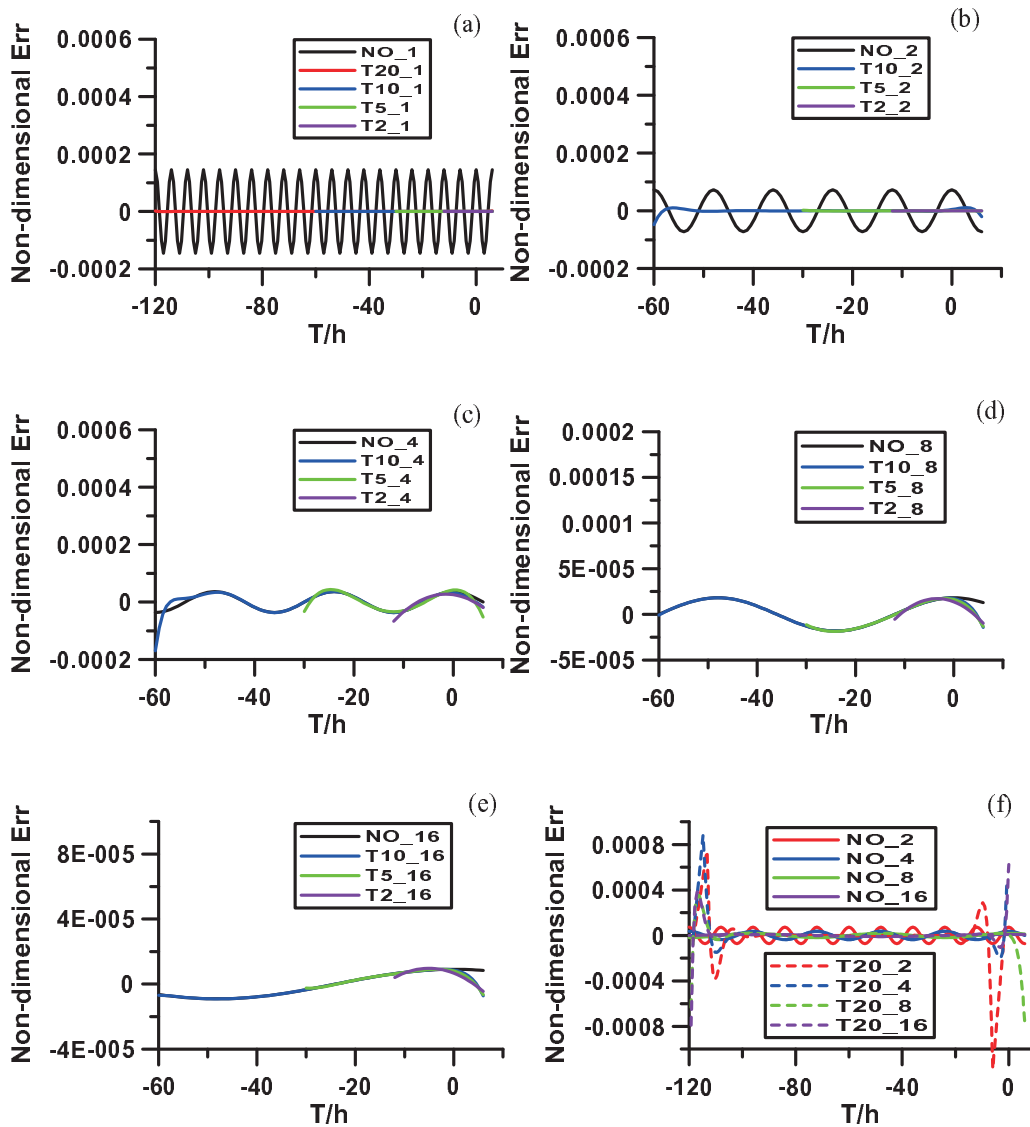 (a)
Non-dimensional Err
0.0006
0.0004
0.0002
0
-0.0002
NO_1
T20_1
T10_1
T5_1
T2_1
-120
-80
-40
0
T/h
(b)
Non-dimensional Err
0.0006
0.0004
0.0002
0
-0.0002
NO_2
T10_2
T5_2
T2_2
-60
-40
-20
0
T/h
(c)
Non-dimensional Err
0.0006
0.0004
0.0002
0
-0.0002
NO_4
T10_4
T5_4
T2_4
-60
-40
-20
0
T/h
(d)
Non-dimensional Err
0.0002
0.00015
0.0001
5E-005
0
-5E-005
NO_8
T10_8
T5_8
T2_8
-60
-40
-20
0
T/h
(e)
Non-dimensional Err
8E-005
4E-005
0
-4E-005
NO_16
T10_16
T5_16
T2_16
-60
-40
-20
0
T/h
(f)
Non-dimensional Err
0.0008
0.0004
0
-0.0004
-0.0008
NO_2
NO_4
NO_8
NO_16
T20_2
T20_4
T20_8
T20_16
-120
-80
-40
0
T/h